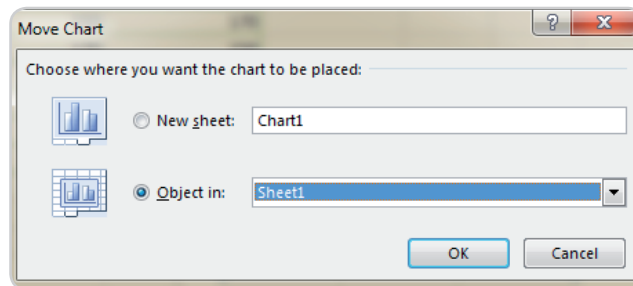 Move Chart
Choose where you want the chart to be placed:
New sheet: Chart1
Object in: Sheet1
OK Cancel